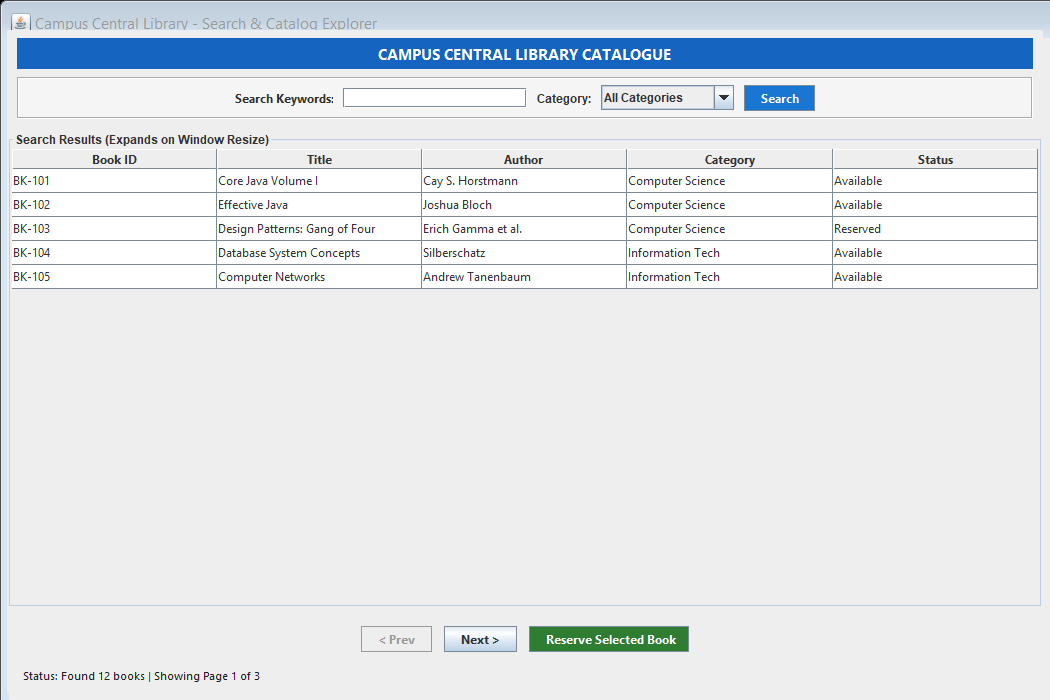 Campus Central Library - Search & Catalog Explorer
CAMPUS CENTRAL LIBRARY CATALOGUE
Search Keywords: Category: All Categories Search
Search Results (Expands on Window Resize)
Book ID Title Author Category Status
BK-101 Core Java Volume I Cay S. Horstmann Computer Science Available
BK-102 Effective Java Joshua Bloch Computer Science Available
BK-103 Design Patterns: Gang of Four Erich Gamma et al. Computer Science Reserved
BK-104 Database System Concepts Silberschatz Information Tech Available
BK-105 Computer Networks Andrew Tanenbaum Information Tech Available
< Prev Next > Reserve Selected Book
Status: Found 12 books | Showing Page 1 of 3